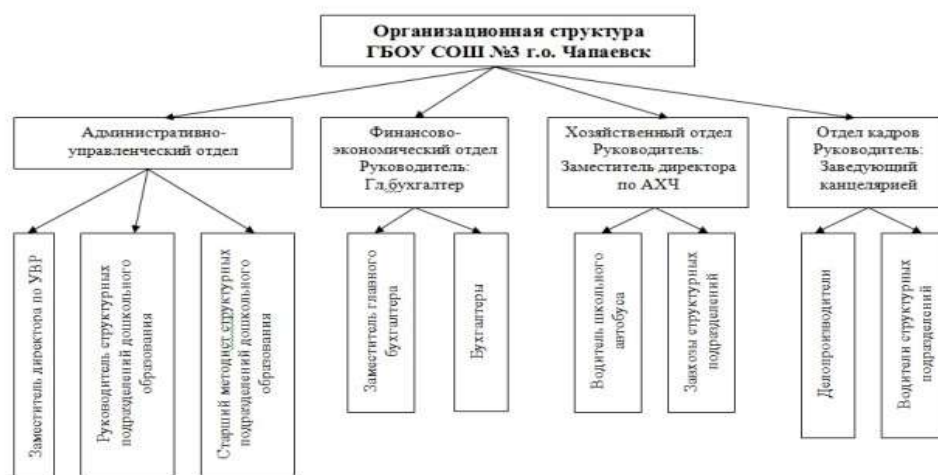 Организационная структура
ГБОУ СОШ №3 г.о. Чапаевск
Административно-
управленческий отдел
Финансово-
экономический отдел
Руководитель:
Гл.бухгалтер
Хозяйственный отдел
Руководитель:
Заместитель директора
по АХЧ
Отдел кадров
Руководитель:
Заведующий
канцелярией
Заместитель директора по УВР
Руководитель структурных
подразделений дошкольного
образования
Старший методист структурных
подразделений дошкольного
образования
Заместитель главного
бухгалтера
Бухгалтеры
Водитель школьного
автобуса
Завхозы структурных
подразделений
Делопроизводители
Водители структурных
подразделений